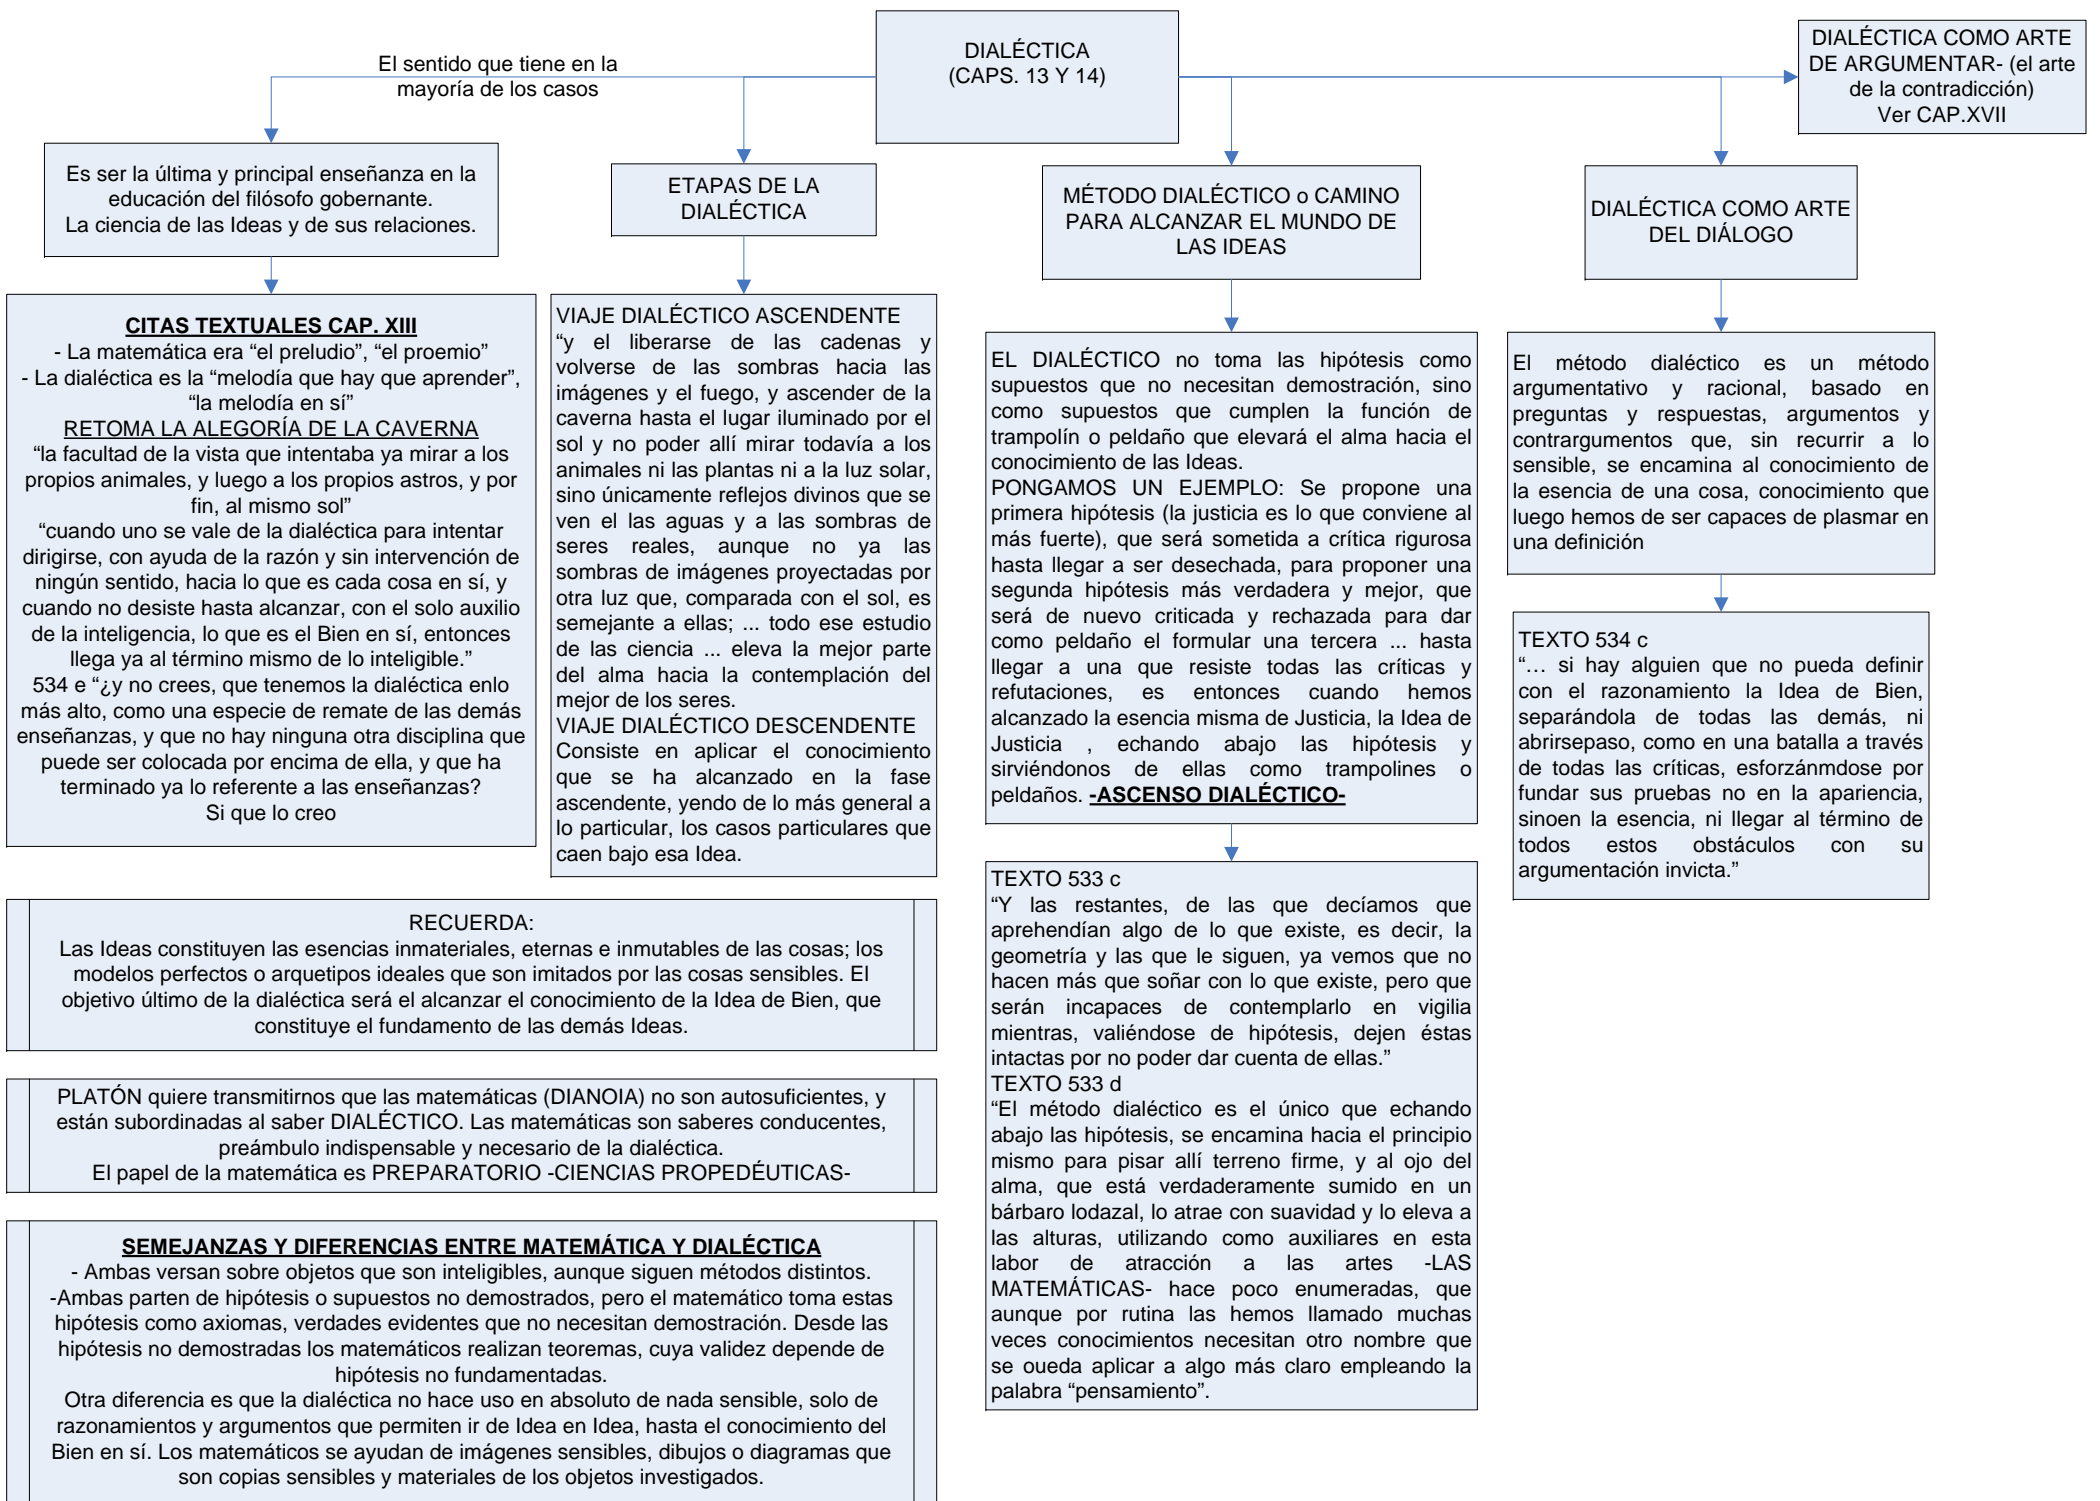 DIALÉCTICA
(CAPS. 13 Y 14)
El sentido que tiene en la
mayoría de los casos
DIALÉCTICA COMO ARTE
DE ARGUMENTAR- (el arte
de la contradicción)
Ver CAP.XVII
Es ser la última y principal enseñanza en la
educación del filósofo gobernante.
La ciencia de las Ideas y de sus relaciones.
ETAPAS DE LA
DIALÉCTICA
MÉTODO DIALÉCTICO o CAMINO
PARA ALCANZAR EL MUNDO DE
LAS IDEAS
DIALÉCTICA COMO ARTE
DEL DIÁLOGO
CITAS TEXTUALES CAP. XIII
- La matemática era “el preludio”, “el proemio”
- La dialéctica es la “melodía que hay que aprender”,
“la melodía en sí”
RETOMA LA ALEGORÍA DE LA CAVERNA
“la facultad de la vista que intentaba ya mirar a los
propios animales, y luego a los propios astros, y por
fin, al mismo sol”
“cuando uno se vale de la dialéctica para intentar
dirigirse, con ayuda de la razón y sin intervención de
ningún sentido, hacia lo que es cada cosa en sí, y
cuando no desiste hasta alcanzar, con el solo auxilio
de la inteligencia, lo que es el Bien en sí, entonces
llega ya al término mismo de lo inteligible.”
534 e “¿y no crees, que tenemos la dialéctica enlo
más alto, como una especie de remate de las demás
enseñanzas, y que no hay ninguna otra disciplina que
puede ser colocada por encima de ella, y que ha
terminado ya lo referente a las enseñanzas?
Si que lo creo
VIAJE DIALÉCTICO ASCENDENTE
“y el liberarse de las cadenas y
volverse de las sombras hacia las
imágenes y el fuego, y ascender de la
caverna hasta el lugar iluminado por el
sol y no poder allí mirar todavía a los
animales ni las plantas ni a la luz solar,
sino únicamente reflejos divinos que se
ven el las aguas y a las sombras de
seres reales, aunque no ya las
sombras de imágenes proyectadas por
otra luz que, comparada con el sol, es
semejante a ellas; ... todo ese estudio
de las ciencia ... eleva la mejor parte
del alma hacia la contemplación del
mejor de los seres.
VIAJE DIALÉCTICO DESCENDENTE
Consiste en aplicar el conocimiento
que se ha alcanzado en la fase
ascendente, yendo de lo más general a
lo particular, los casos particulares que
caen bajo esa Idea.
EL DIALÉCTICO no toma las hipótesis como
supuestos que no necesitan demostración, sino
como supuestos que cumplen la función de
trampolín o peldaño que elevará el alma hacia el
conocimiento de las Ideas.
PONGAMOS UN EJEMPLO: Se propone una
primera hipótesis (la justicia es lo que conviene al
más fuerte), que será sometida a crítica rigurosa
hasta llegar a ser desechada, para proponer una
segunda hipótesis más verdadera y mejor, que
será de nuevo criticada y rechazada para dar
como peldaño el formular una tercera ... hasta
llegar a una que resiste todas las críticas y
refutaciones, es entonces cuando hemos
alcanzado la esencia misma de Justicia, la Idea de
Justicia , echando abajo las hipótesis y
sirviéndonos de ellas como trampolines o
peldaños. -ASCENSO DIALÉCTICO-
El método dialéctico es un método
argumentativo y racional, basado en
preguntas y respuestas, argumentos y
contrargumentos que, sin recurrir a lo
sensible, se encamina al conocimiento de
la esencia de una cosa, conocimiento que
luego hemos de ser capaces de plasmar en
una definición
TEXTO 534 c
“… si hay alguien que no pueda definir
con el razonamiento la Idea de Bien,
separándola de todas las demás, ni
abrirsepaso, como en una batalla a través
de todas las críticas, esforzánmdose por
fundar sus pruebas no en la apariencia,
sinoen la esencia, ni llegar al término de
todos estos obstáculos con su
argumentación invicta.”
TEXTO 533 c
“Y las restantes, de las que decíamos que
aprehendían algo de lo que existe, es decir, la
geometría y las que le siguen, ya vemos que no
hacen más que soñar con lo que existe, pero que
serán incapaces de contemplarlo en vigilia
mientras, valiéndose de hipótesis, dejen éstas
intactas por no poder dar cuenta de ellas.”
TEXTO 533 d
“El método dialéctico es el único que echando
abajo las hipótesis, se encamina hacia el principio
mismo para pisar allí terreno firme, y al ojo del
alma, que está verdaderamente sumido en un
bárbaro lodazal, lo atrae con suavidad y lo eleva a
las alturas, utilizando como auxiliares en esta
labor de atracción a las artes -LAS
MATEMÁTICAS- hace poco enumeradas, que
aunque por rutina las hemos llamado muchas
veces conocimientos necesitan otro nombre que
se oueda aplicar a algo más claro empleando la
palabra “pensamiento”.
RECUERDA:
Las Ideas constituyen las esencias inmateriales, eternas e inmutables de las cosas; los
modelos perfectos o arquetipos ideales que son imitados por las cosas sensibles. El
objetivo último de la dialéctica será el alcanzar el conocimiento de la Idea de Bien, que
constituye el fundamento de las demás Ideas.
PLATÓN quiere transmitirnos que las matemáticas (DIANOIA) no son autosuficientes, y
están subordinadas al saber DIALÉCTICO. Las matemáticas son saberes conducentes,
preámbulo indispensable y necesario de la dialéctica.
El papel de la matemática es PREPARATORIO -CIENCIAS PROPEDÉUTICAS-
SEMEJANZAS Y DIFERENCIAS ENTRE MATEMÁTICA Y DIALÉCTICA
- Ambas versan sobre objetos que son inteligibles, aunque siguen métodos distintos.
-Ambas parten de hipótesis o supuestos no demostrados, pero el matemático toma estas
hipótesis como axiomas, verdades evidentes que no necesitan demostración. Desde las
hipótesis no demostradas los matemáticos realizan teoremas, cuya validez depende de
hipótesis no fundamentadas.
Otra diferencia es que la dialéctica no hace uso en absoluto de nada sensible, solo de
razonamientos y argumentos que permiten ir de Idea en Idea, hasta el conocimiento del
Bien en sí. Los matemáticos se ayudan de imágenes sensibles, dibujos o diagramas que
son copias sensibles y materiales de los objetos investigados.